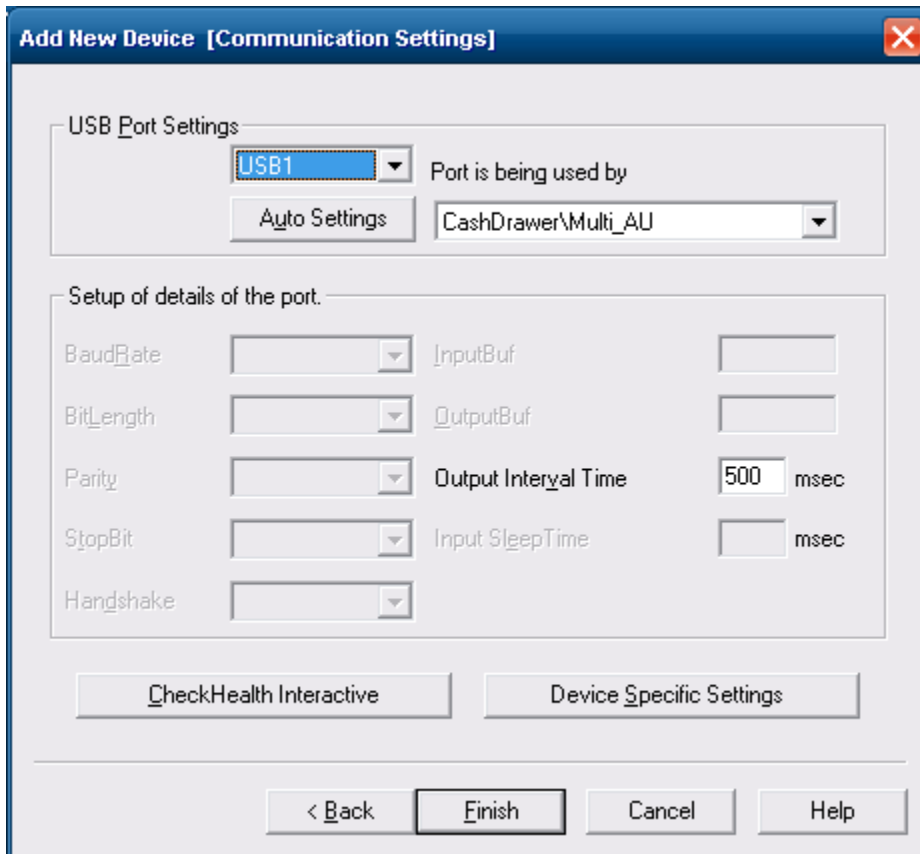 Add New Device [Communication Settings]
USB Port Settings
USB1
Port is being used by
Auto Settings
CashDrawer\Multi_AU
Setup of details of the port.
BaudRate
InputBuf
BitLength
OutputBuf
Parity
Output Interval Time 500 msec
StopBit
Input SleepTime msec
Handshake
CheckHealth Interactive
Device Specific Settings
< Back
Finish
Cancel
Help